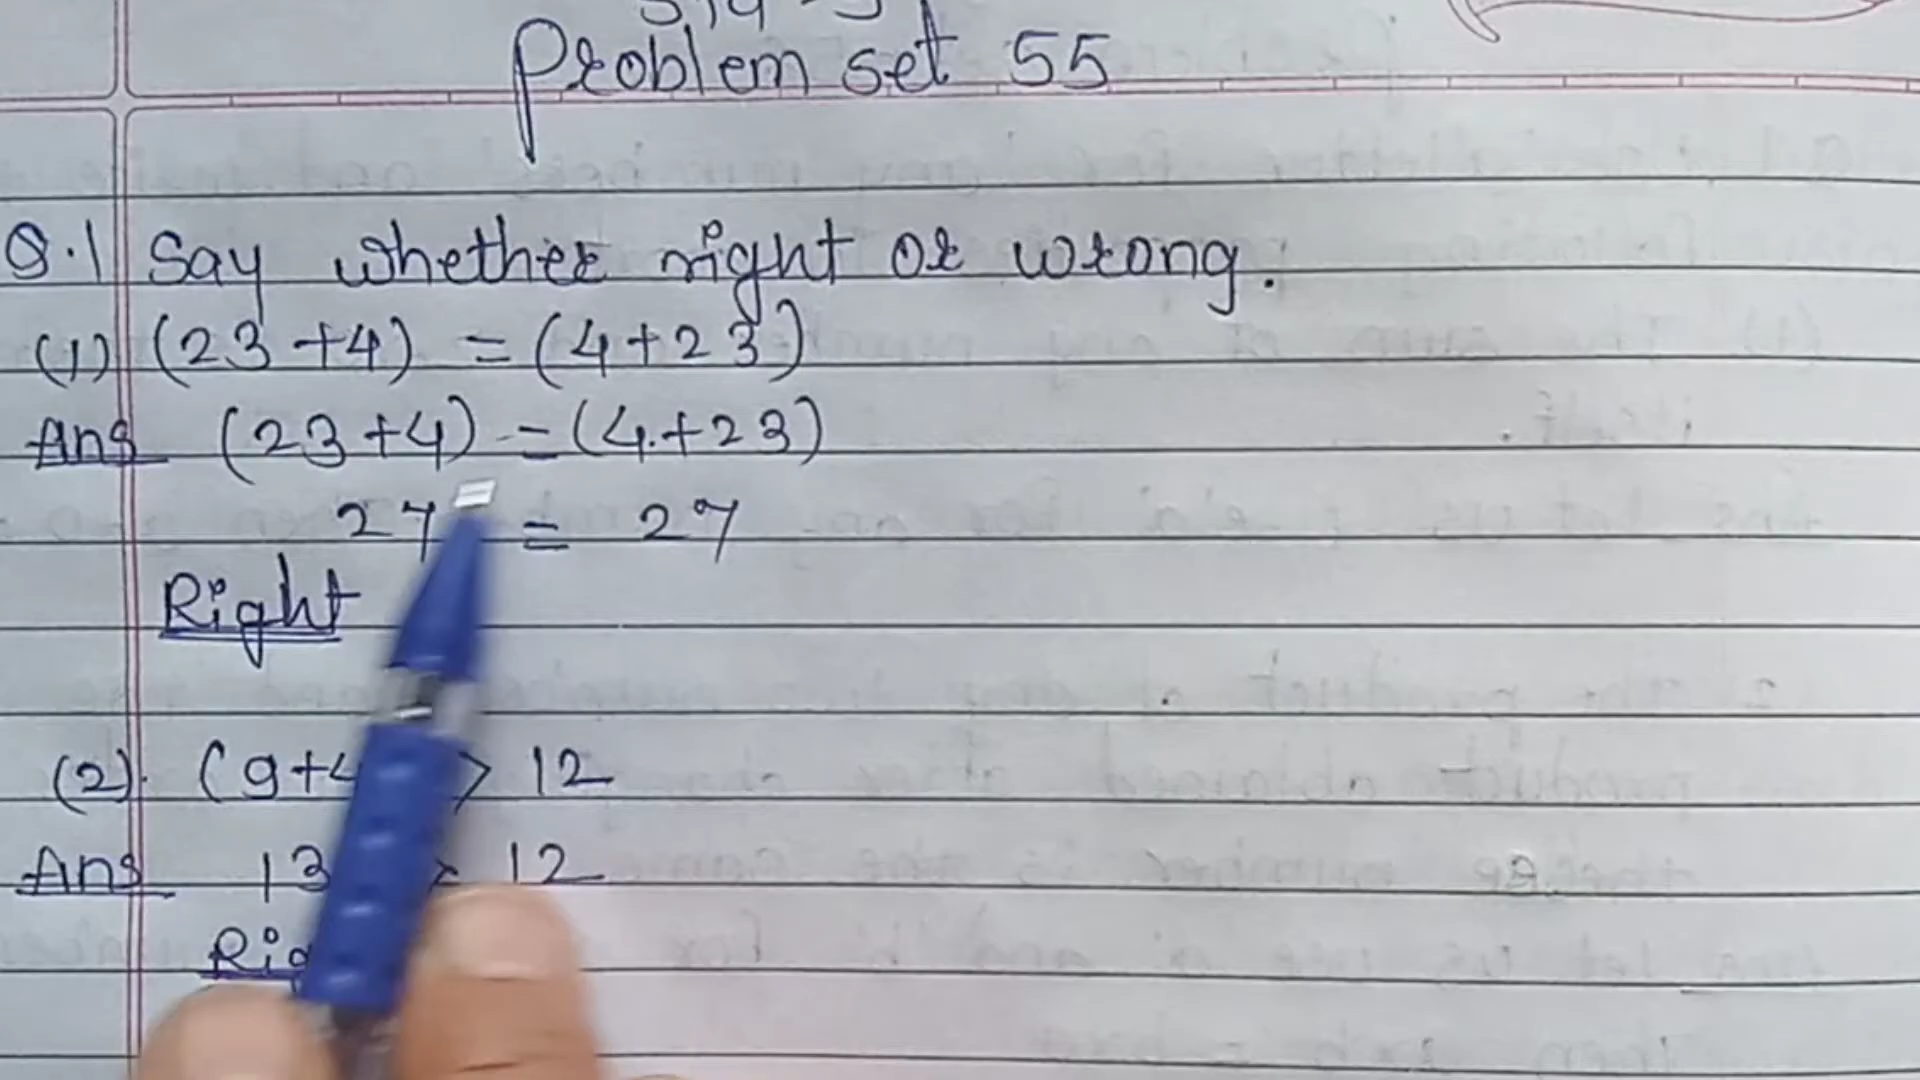 Problem set 55
Q.1 Say whether right or wrong.
(1) (23+4) = (4+23)
Ans (23+4) = (4+23)
27 = 27
Right
(2) (9+4 > 12
Ans 13 > 12
Rig